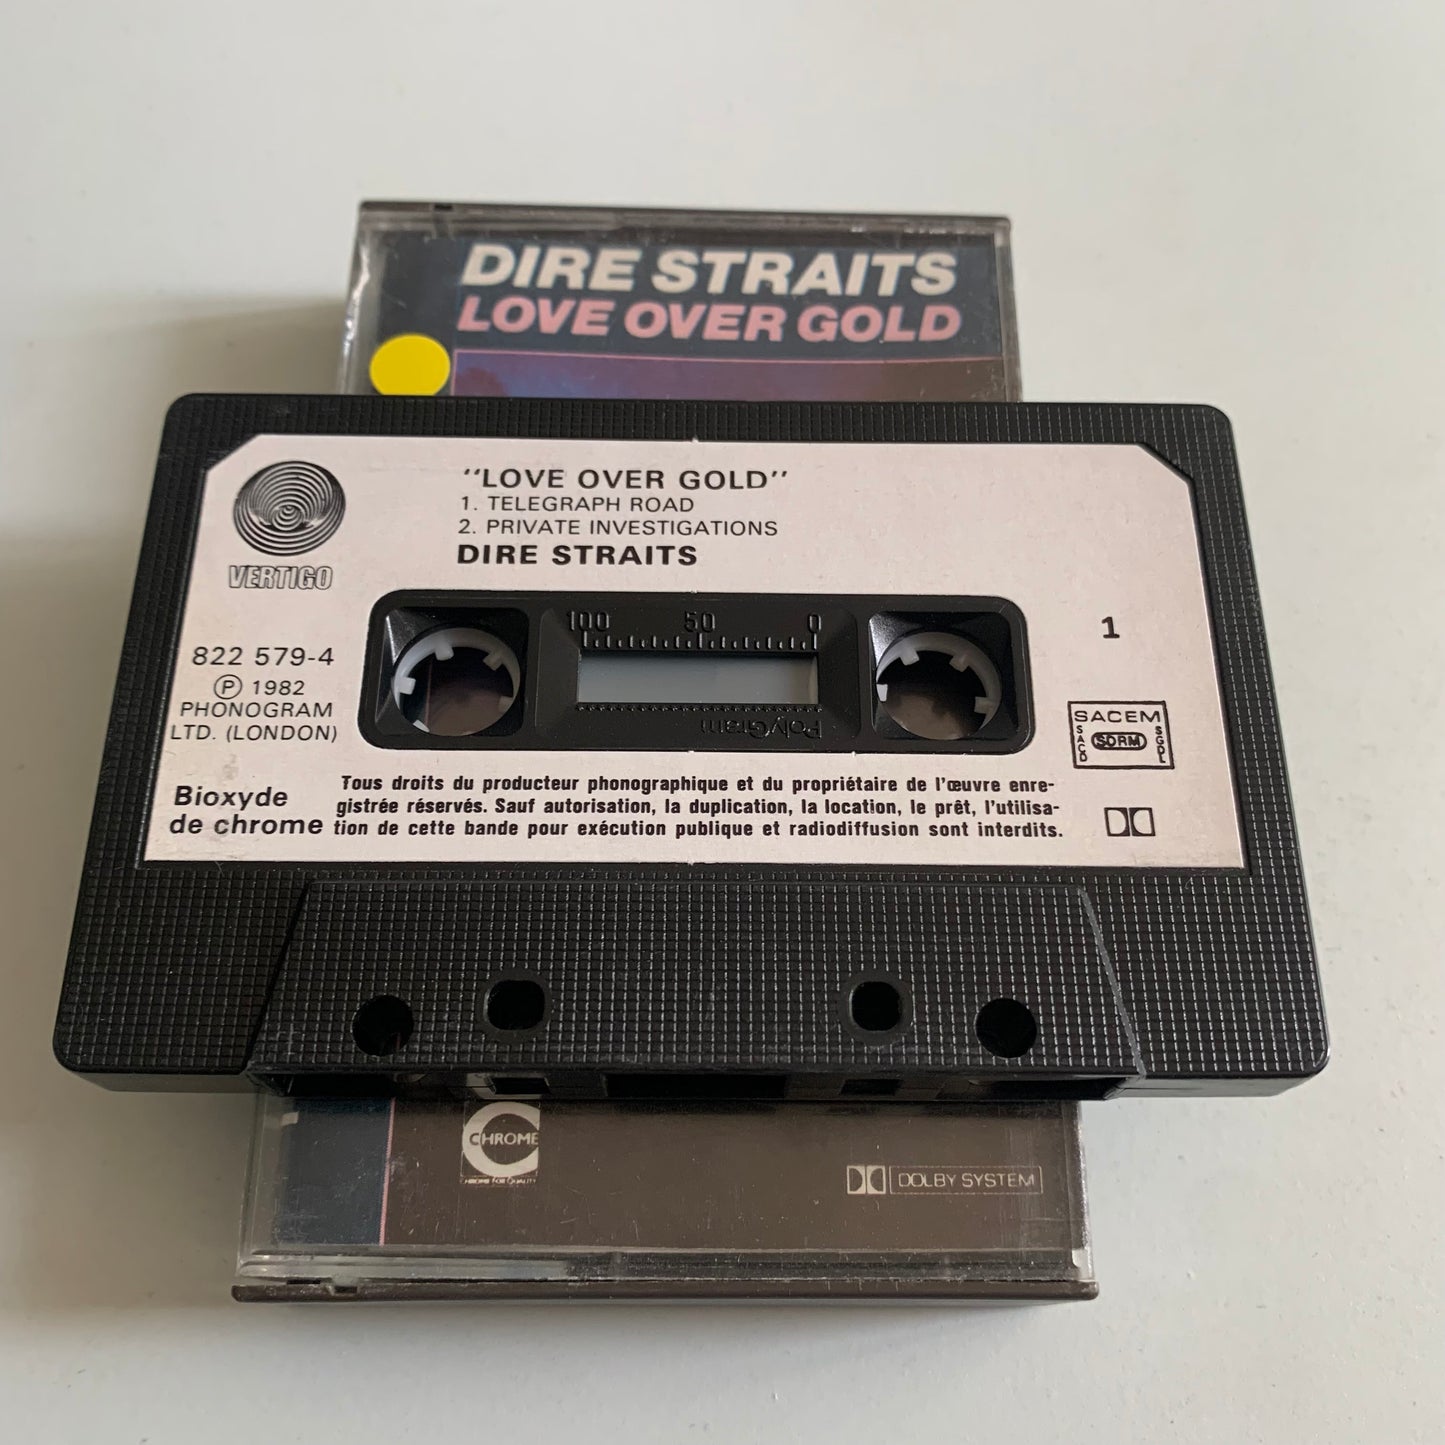 DIRE STRAITS
LOVE OVER GOLD
"LOVE OVER GOLD"
1. TELEGRAPH ROAD
2. PRIVATE INVESTIGATIONS
DIRE STRAITS
VERTIGO
100 50 0
1
822 579-4
Ⓟ 1982
PHONOGRAM
LTD. (LONDON)
PolyGram
SACEM
SACD SDRM SGDL
Bioxyde
de chrome
Tous droits du producteur phonographique et du propriétaire de l'œuvre enre-
gistrée réservés. Sauf autorisation, la duplication, la location, le prêt, l'utilisa-
tion de cette bande pour exécution publique et radiodiffusion sont interdits.
CHROME
CHROME FOR QUALITY
DOLBY SYSTEM